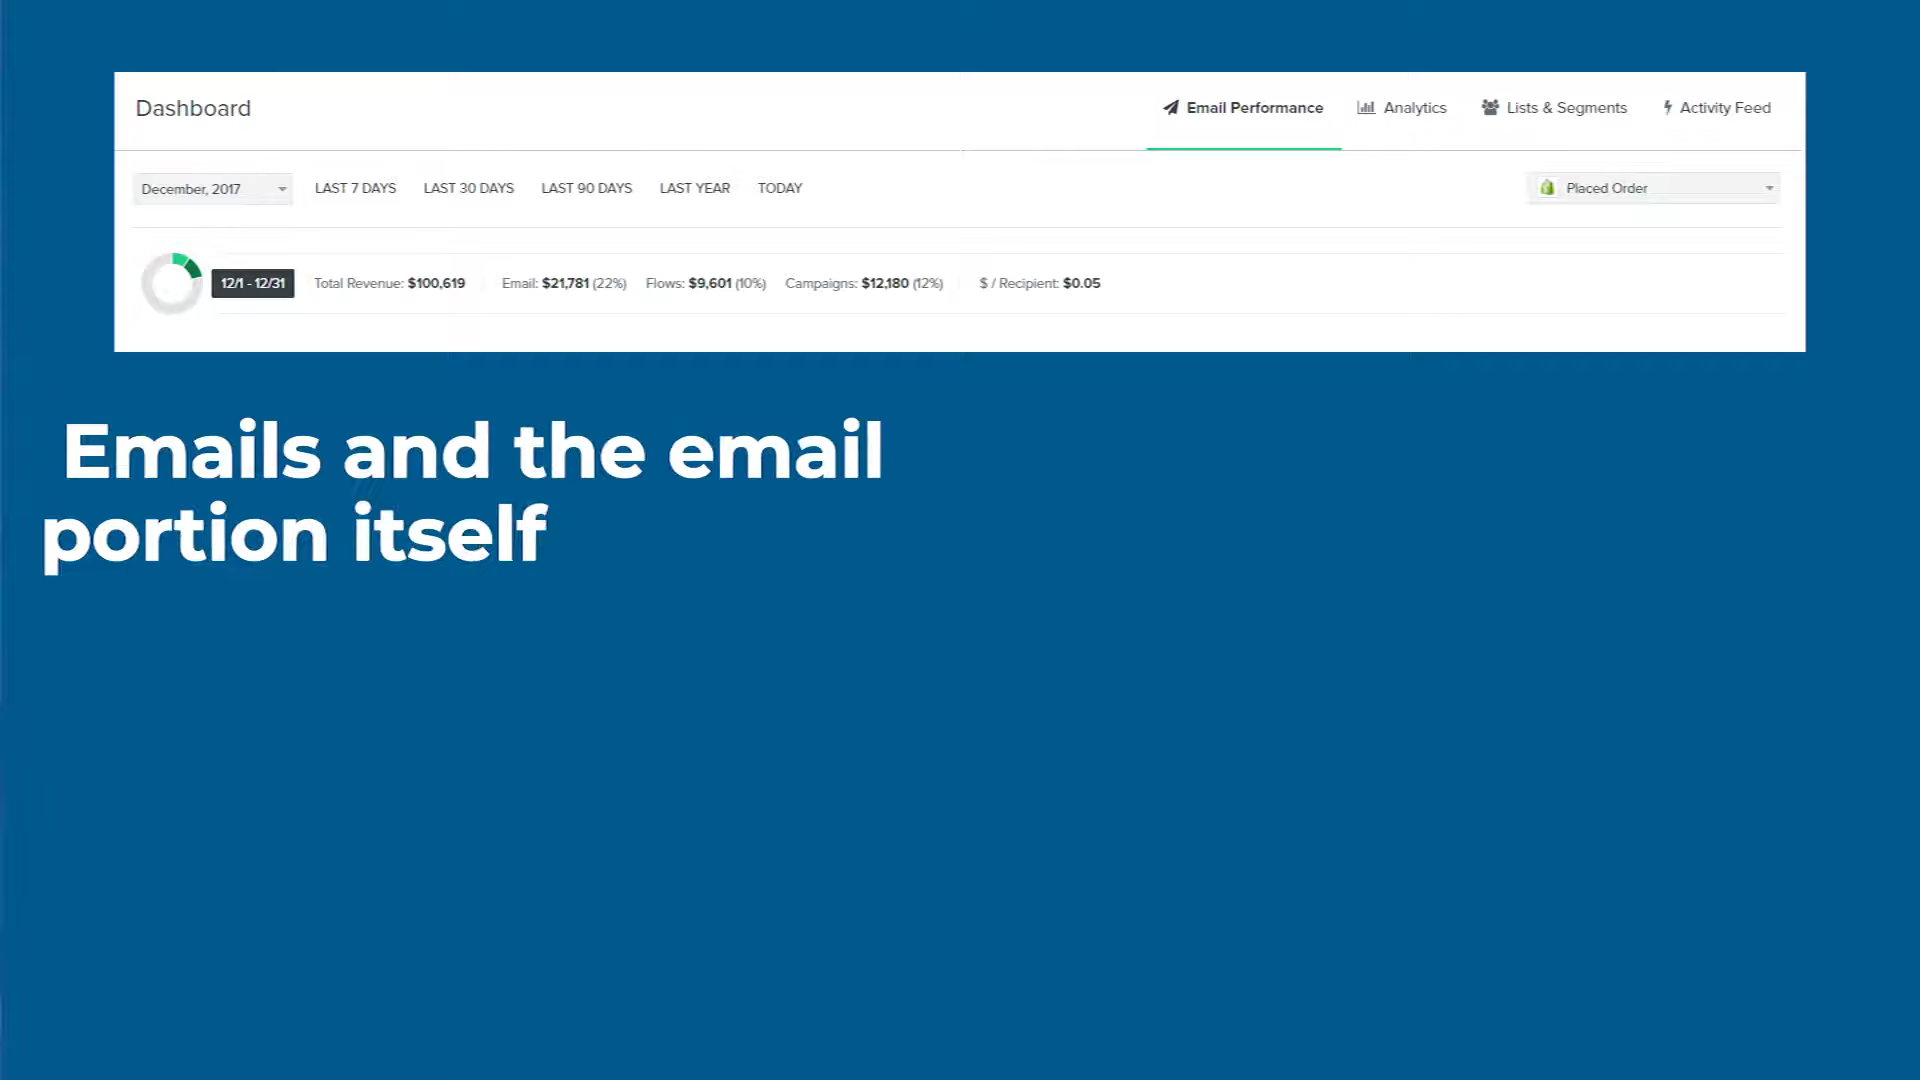 Dashboard
Email Performance
Analytics
Lists & Segments
Activity Feed
December, 2017
LAST 7 DAYS
LAST 30 DAYS
LAST 90 DAYS
LAST YEAR
TODAY
Placed Order
12/1 - 12/31
Total Revenue: $100,619
Email: $21,781 (22%)
Flows: $9,601 (10%)
Campaigns: $12,180 (12%)
$ / Recipient: $0.05
Emails and the email
portion itself